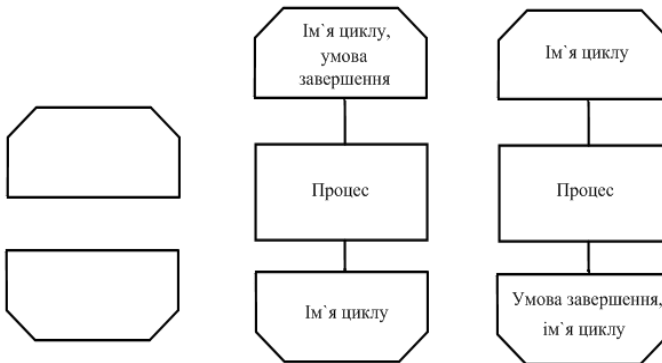 Ім`я циклу,
умова
завершення
Процес
Ім`я циклу
Ім`я циклу
Процес
Умова завершення,
ім`я циклу